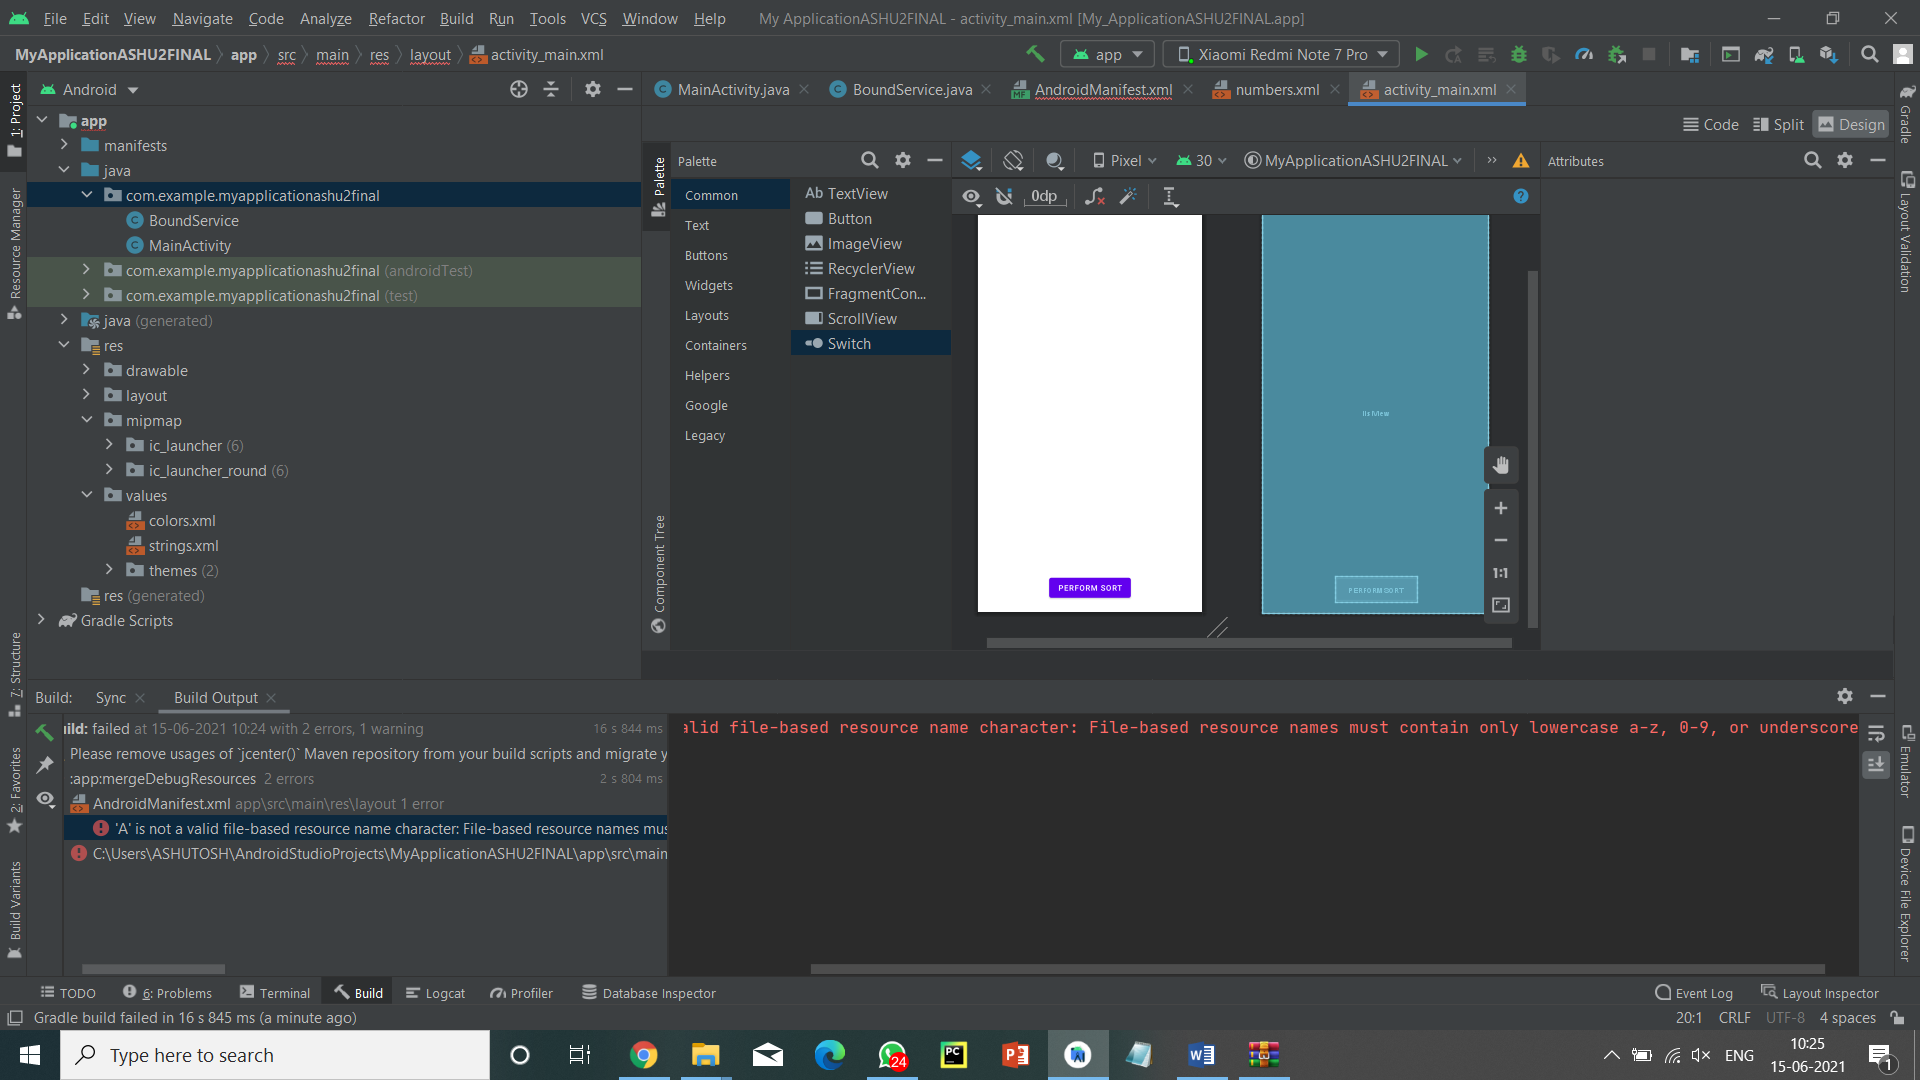 File Edit View Navigate Code Analyze Refactor Build Run Tools VCS Window Help My ApplicationASHU2FINAL - activity_main.xml [My_ApplicationASHU2FINAL.app]
MyApplicationASHU2FINAL app src main res layout activity_main.xml app Xiaomi Redmi Note 7 Pro
Android MainActivity.java BoundService.java AndroidManifest.xml numbers.xml activity_main.xml
Code Split Design
1: Project
Resource Manager
7: Structure
2: Favorites
Build Variants
app
manifests
java
com.example.myapplicationashu2final
BoundService
MainActivity
com.example.myapplicationashu2final (androidTest)
com.example.myapplicationashu2final (test)
java (generated)
res
drawable
layout
mipmap
ic_launcher (6)
ic_launcher_round (6)
values
colors.xml
strings.xml
themes (2)
res (generated)
Gradle Scripts
Palette
Component Tree
Palette
Common
Text
Buttons
Widgets
Layouts
Containers
Helpers
Google
Legacy
Ab TextView
Button
ImageView
RecyclerView
FragmentCon...
ScrollView
Switch
Pixel 30 MyApplicationASHU2FINAL
0dp
PERFORM SORT
PERFORM SORT
1:1
Attributes
Gradle
Layout Validation
Emulator
Device File Explorer
Build: Sync Build Output
uild: failed at 15-06-2021 10:24 with 2 errors, 1 warning 16 s 844 ms
Please remove usages of `jcenter()` Maven repository from your build scripts and migrate y
:app:mergeDebugResources 2 errors 2 s 804 ms
AndroidManifest.xml app\src\main\res\layout 1 error
'A' is not a valid file-based resource name character: File-based resource names mus
C:\Users\ASHUTOSH\AndroidStudioProjects\MyApplicationASHU2FINAL\app\src\main
alid file-based resource name character: File-based resource names must contain only lowercase a-z, 0-9, or underscore
TODO 6: Problems Terminal Build Logcat Profiler Database Inspector Event Log Layout Inspector
Gradle build failed in 16 s 845 ms (a minute ago) 20:1 CRLF UTF-8 4 spaces
Type here to search
24
PC
ENG
10:25
15-06-2021
1